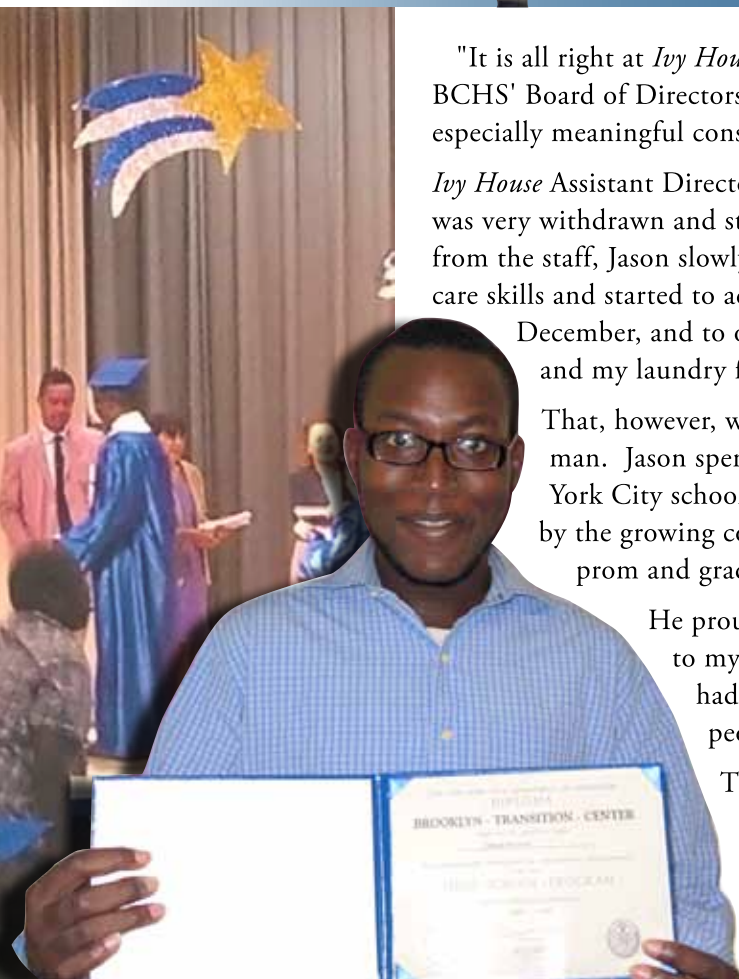 "It is all right at Ivy Hou
BCHS' Board of Directors
especially meaningful cons
Ivy House Assistant Direct
was very withdrawn and st
from the staff, Jason slowl
care skills and started to a
December, and to
and my laundry f
That, however, w
man. Jason spen
York City schoo
by the growing co
prom and grad
He prou
to my
had
peo
T
DIPLOMA
BROOKLYN - TRANSITION - CENTER
HIGH - SCHOOL - PROGRAM